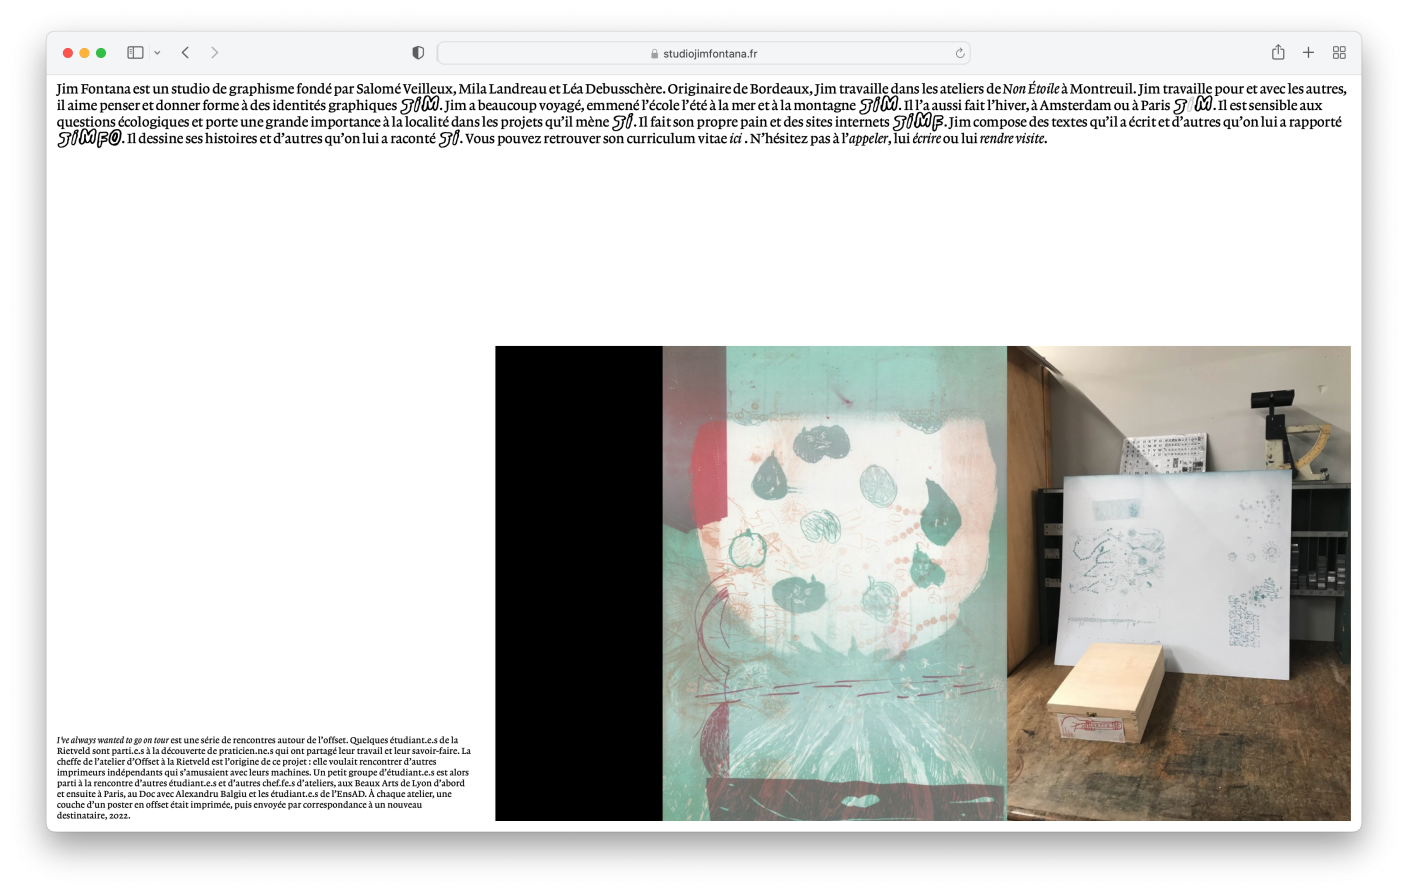 studiojimfontana.fr
Jim Fontana est un studio de graphisme fondé par Salomé Veilleux, Mila Landreau et Léa Debusschère. Originaire de Bordeaux, Jim travaille dans les ateliers de Non Étoile à Montreuil. Jim travaille pour et avec les autres,
il aime penser et donner forme à des identités graphiques JiM. Jim a beaucoup voyagé, emmené l’école l’été à la mer et à la montagne JiM. Il l’a aussi fait l’hiver, à Amsterdam ou à Paris JiM. Il est sensible aux
questions écologiques et porte une grande importance à la localité dans les projets qu’il mène Ji. Il fait son propre pain et des sites internets JiMF. Jim compose des textes qu’il a écrit et d’autres qu’on lui a rapporté
JiMFO. Il dessine ses histoires et d’autres qu’on lui a raconté Ji. Vous pouvez retrouver son curriculum vitae ici . N’hésitez pas à l’appeler, lui écrire ou lui rendre visite.
I’ve always wanted to go on tour est une série de rencontres autour de l’offset. Quelques étudiant.e.s de la
Rietveld sont parti.e.s à la découverte de praticien.ne.s qui ont partagé leur travail et leur savoir-faire. La
cheffe de l’atelier d’Offset à la Rietveld est l’origine de ce projet : elle voulait rencontrer d’autres
imprimeurs indépendants qui s’amusaient avec leurs machines. Un petit groupe d’étudiant.e.s est alors
parti à la rencontre d’autres étudiant.e.s et d’autres chef.fe.s d’ateliers, aux Beaux Arts de Lyon d’abord
et ensuite à Paris, au Doc avec Alexandru Balgiu et les étudiant.e.s de l’EnsAD. À chaque atelier, une
couche d’un poster en offset était imprimée, puis envoyée par correspondance à un nouveau
destinataire, 2022.